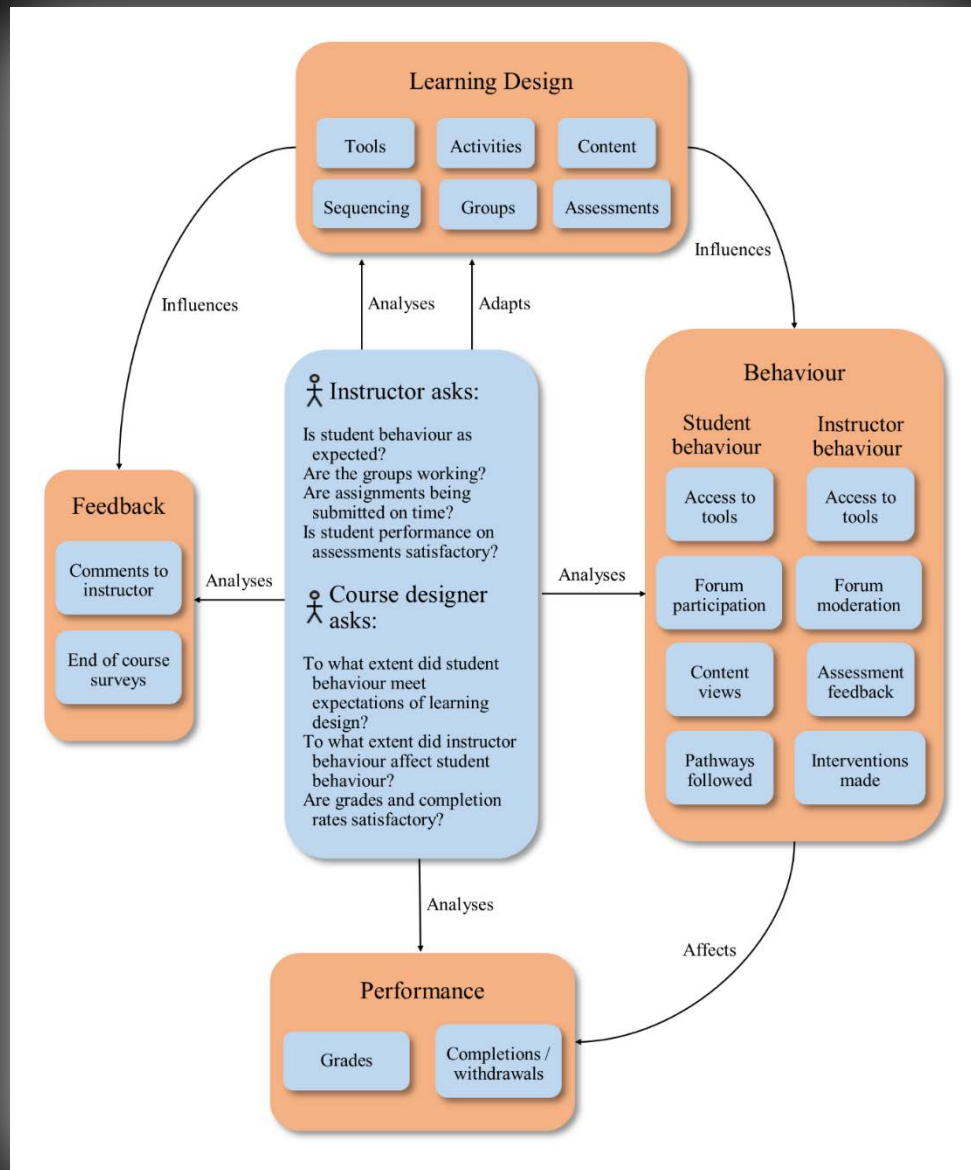 Learning Design
Tools
Activities
Content
Sequencing
Groups
Assessments
Influences
Analyses
Adapts
Influences
Instructor asks:
Is student behaviour as
expected?
Are the groups working?
Are assignments being
submitted on time?
Is student performance on
assessments satisfactory?
Course designer
asks:
To what extent did student
behaviour meet
expectations of learning
design?
To what extent did instructor
behaviour affect student
behaviour?
Are grades and completion
rates satisfactory?
Feedback
Comments to
instructor
End of course
surveys
Analyses
Analyses
Behaviour
Student
behaviour
Access to
tools
Forum
participation
Content
views
Pathways
followed
Instructor
behaviour
Access to
tools
Forum
moderation
Assessment
feedback
Interventions
made
Analyses
Affects
Performance
Grades
Completions /
withdrawals